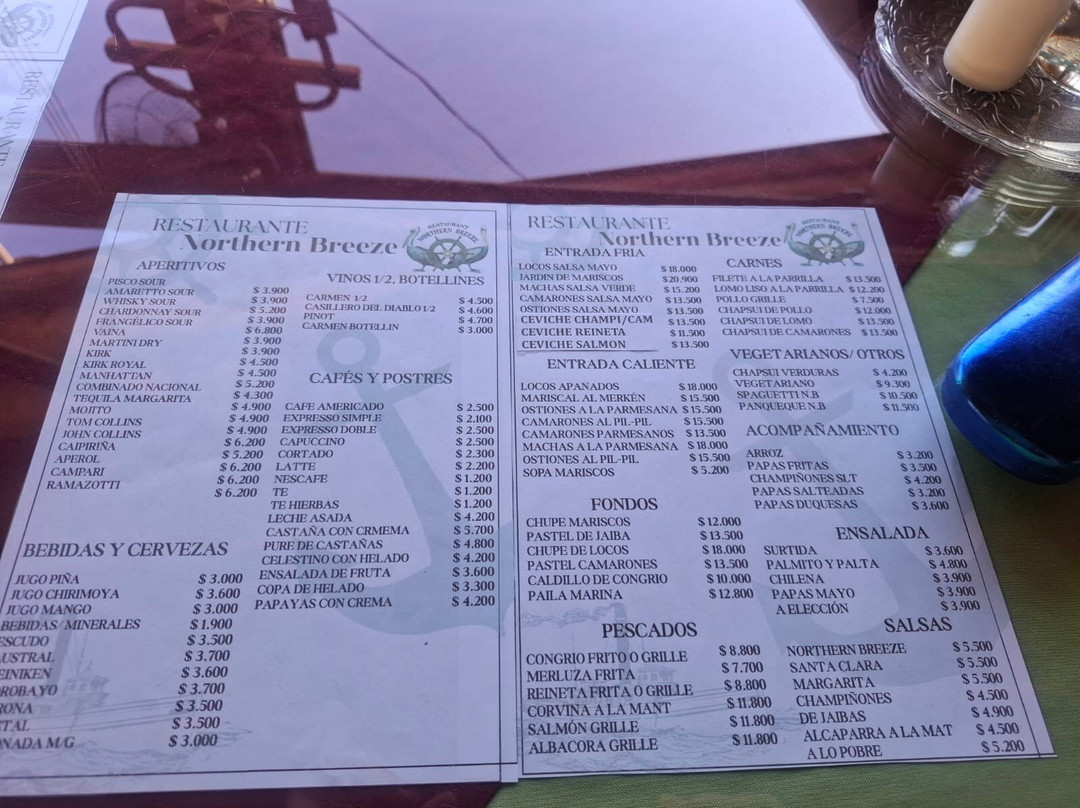 RESTAURANTE
RESTAURANTE
Northern Breeze
RESTAURANT
NORTHERN BREEZE
APERITIVOS
PISCO SOUR $ 3.900
AMARETTO SOUR $ 3.900
WHISKY SOUR $ 5.200
CHARDONNAY SOUR $ 3.900
FRANGÉLICO SOUR $ 6.800
VAINA $ 3.900
MARTINI DRY $ 3.900
KIRK $ 4.500
KIRK ROYAL $ 4.500
MANHATTAN $ 5.200
COMBINADO NACIONAL $ 4.300
TEQUILA MARGARITA $ 4.900
MOJITO $ 4.900
TOM COLLINS $ 4.900
JOHN COLLINS $ 6.200
CAIPIRIÑA $ 5.200
APEROL $ 6.200
CAMPARI $ 6.200
RAMAZOTTI $ 6.200
BEBIDAS Y CERVEZAS
JUGO PIÑA $ 3.000
JUGO CHIRIMOYA $ 3.600
JUGO MANGO $ 3.000
BEBIDAS/ MINERALES $ 1.900
ESCUDO $ 3.500
USTRAL $ 3.700
EINIKEN $ 3.600
ROBAYO $ 3.700
RONA $ 3.500
STAL $ 3.500
NADA M/G $ 3.000
VINOS 1/2, BOTELLINES
CARMEN 1/2 $ 4.500
CASILLERO DEL DIABLO 1/2 $ 4.600
PINOT $ 4.700
CARMEN BOTELLIN $ 3.000
CAFÉS Y POSTRES
CAFE AMERICADO $ 2.500
EXPRESSO SIMPLE $ 2.100
EXPRESSO DOBLE $ 2.500
CAPUCCINO $ 2.500
CORTADO $ 2.300
LATTE $ 2.200
NESCAFE $ 1.200
TE $ 1.200
TE HIERBAS $ 1.200
LECHE ASADA $ 4.200
CASTAÑA CON CRMEMA $ 5.700
PURE DE CASTAÑAS $ 4.800
CELESTINO CON HELADO $ 4.200
ENSALADA DE FRUTA $ 3.600
COPA DE HELADO $ 3.300
PAPAYAS CON CREMA $ 4.200
RESTAURANTE
Northern Breeze
RESTAURANT
NORTHERN BREEZE
ENTRADA FRIA
LOCOS SALSA MAYO $ 18.000
JARDIN DE MARISCOS $20.900
MACHAS SALSA VERDE $ 15.200
CAMARONES SALSA MAYO $ 13.500
OSTIONES SALSA MAYO $ 13.500
CEVICHE CHAMPI/CAM $ 13.500
CEVICHE REINETA $ 11.500
CEVICHE SALMON $ 13.500
ENTRADA CALIENTE
LOCOS APANADOS $ 18.000
MARISCAL AL MERKÉN $ 15.500
OSTIONES A LA PARMESANA $ 15.500
CAMARONES AL PIL-PIL $ 15.500
CAMARONES PARMESANOS $ 13.500
MACHAS A LA PARMESANA $ 18.000
OSTIONES AL PIL-PIL $ 15.500
SOPA MARISCOS $ 5.200
FONDOS
CHUPE MARISCOS $ 12.000
PASTEL DE JAIBA $ 13.500
CHUPE DE LOCOS $ 18.000
PASTEL CAMARONES $ 13.500
CALDILLO DE CONGRIO $ 10.000
PAILA MARINA $ 12.800
PESCADOS
CONGRIO FRITO O GRILLE $ 8.800
MERLUZA FRITA $ 7.700
REINETA FRITA O GRILLE $ 8.800
CORVINA A LA MANT $ 11.800
SALMÓN GRILLE $ 11.800
ALBACORA GRILLE $ 11.800
CARNES
FILETE A LA PARRILLA $ 13.500
LOMO LISO A LA PARRILLA $ 12.200
POLLO GRILLE $ 7.500
CHAPSUI DE POLLO $ 12.000
CHAPSUI DE LOMO $ 13.500
CHAPSUI DE CAMARONES $ 13.500
VEGETARIANOS/ OTROS
CHAPSUI VERDURAS $ 4.200
VEGETARIANO $ 9.300
SPAGUETTI N.B $ 10.500
PANQUEQUE N.B $ 11.500
ACOMPAÑAMIENTO
ARROZ $ 3.200
PAPAS FRITAS $ 3.500
CHAMPIÑONES SLT $ 4.200
PAPAS SALTEADAS $ 3.200
PAPAS DUQUESAS $ 3.600
ENSALADA
SURTIDA $ 3.600
PALMITO Y PALTA $ 4.800
CHILENA $ 3.900
PAPAS MAYO $ 3.900
A ELECCIÓN $ 3.900
SALSAS
NORTHERN BREEZE $ 5.500
SANTA CLARA $ 5.500
MARGARITA $ 5.500
CHAMPIÑONES $ 4.500
DE JAIBAS $ 4.900
ALCAPARRA A LA MAT $ 4.500
A LO POBRE $ 5.200